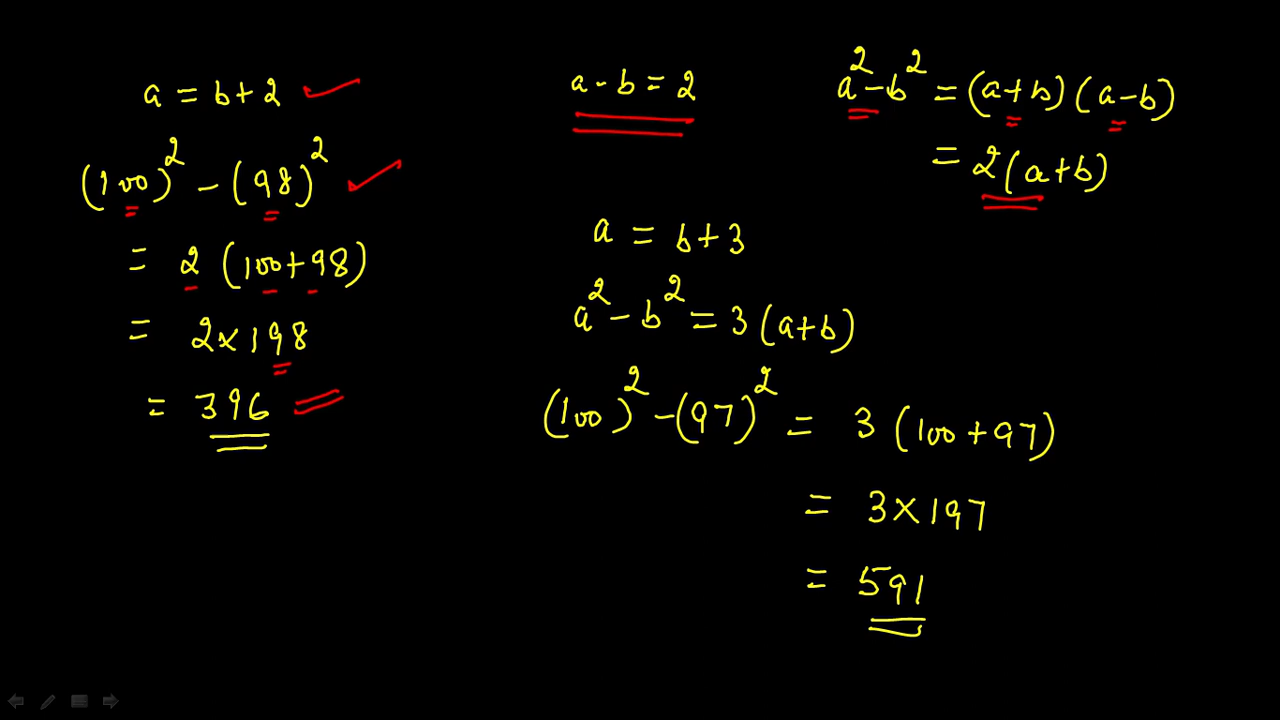 a = b+2
(100)² - (98)²
= 2 (100+98)
= 2×198
= 396
a - b = 2
a² - b² = (a+b) (a-b)
= 2(a+b)
a = b+3
a² - b² = 3 (a+b)
(100)² - (97)² = 3 (100+97)
= 3×197
= 591